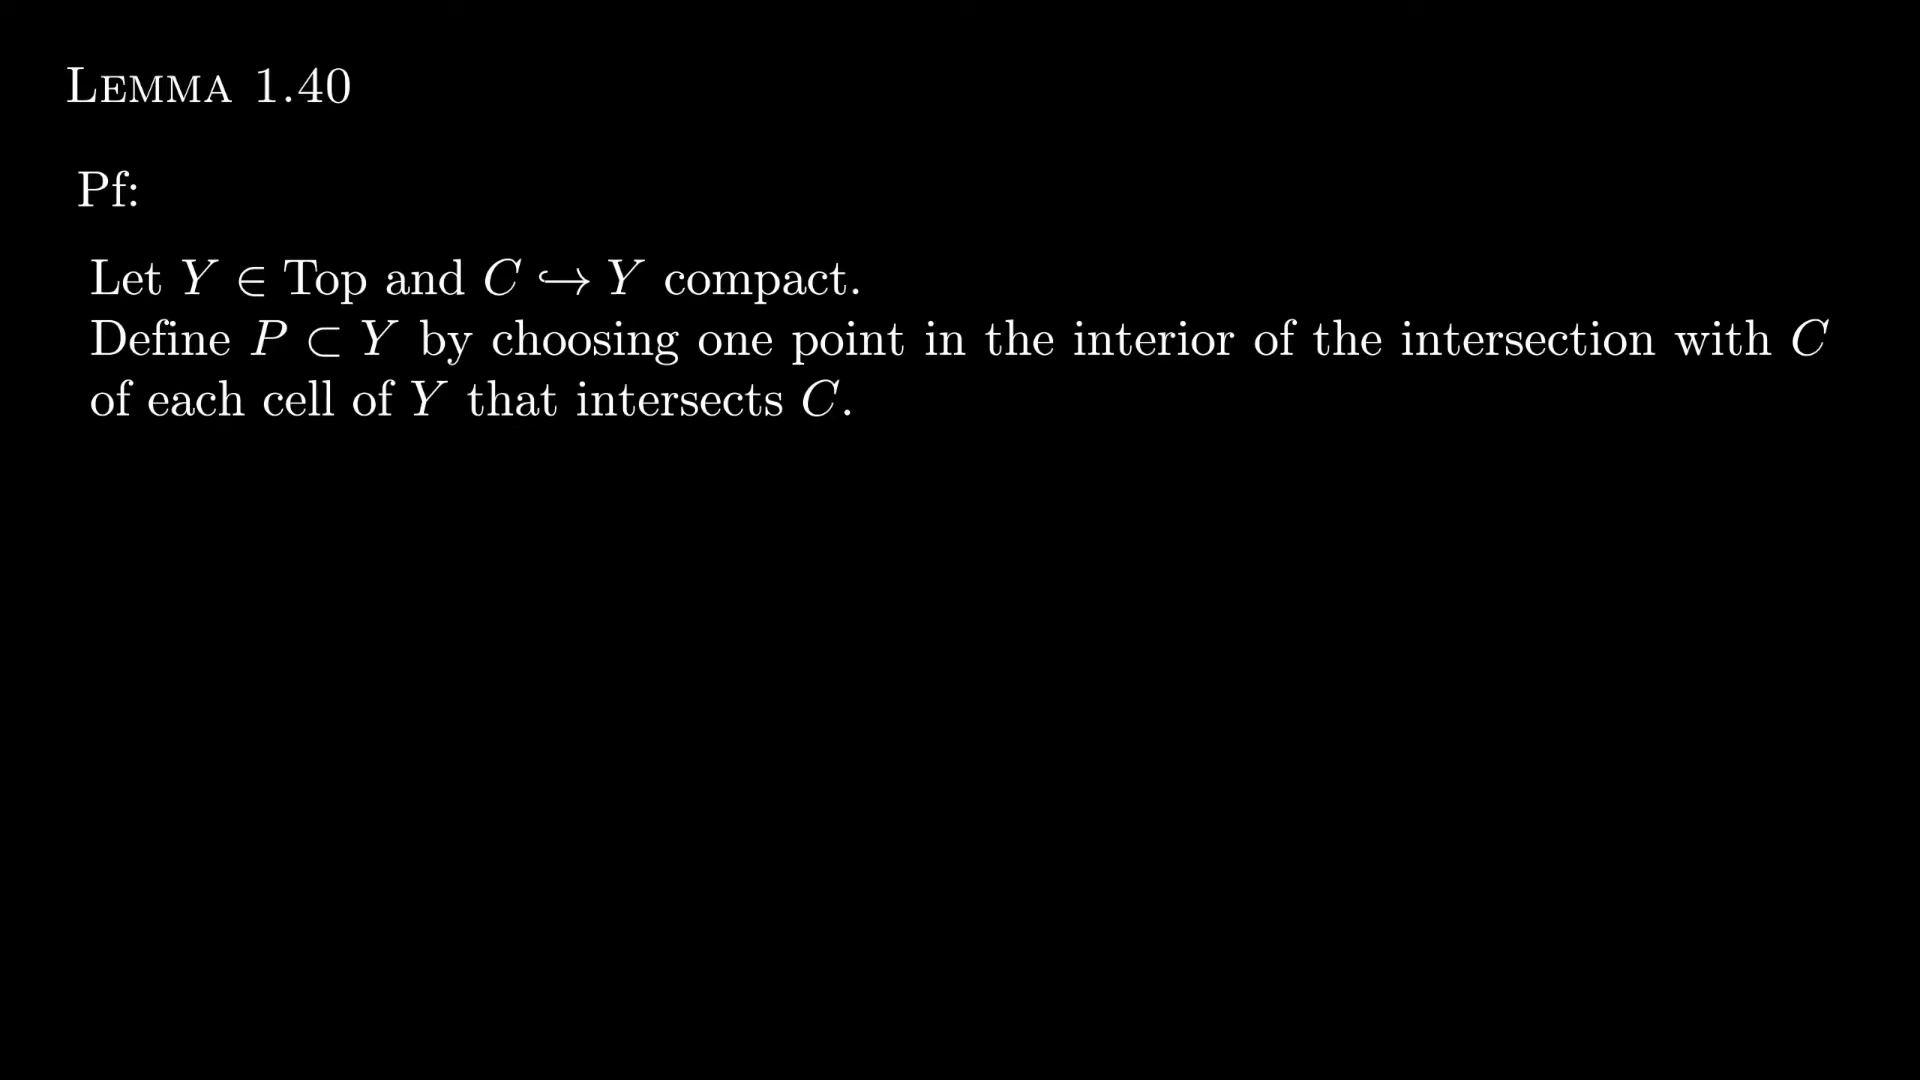 LEMMA 1.40
Pf:
Let Y ∈ Top and C ↪ Y compact.
Define P ⊂ Y by choosing one point in the interior of the intersection with C
of each cell of Y that intersects C.